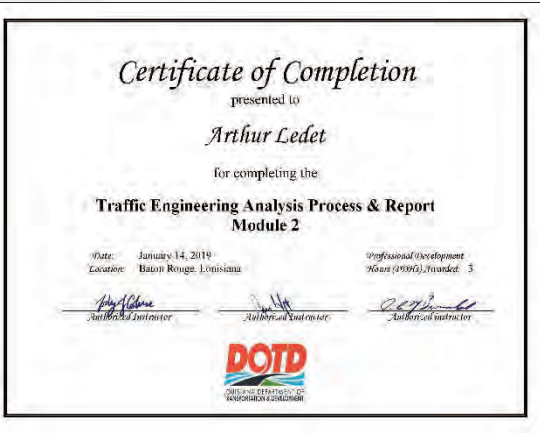 Certificate of Completion
presented to
Arthur Ledet
for completing the
Traffic Engineering Analysis Process & Report
Module 2
Date: January 14, 2019
Location: Baton Rouge, Louisiana
Professional Development
Hours (PDHs) Awarded: 3
Authorized Instructor
Authorized Instructor
Authorized Instructor
DOTD
LOUISIANA DEPARTMENT OF
TRANSPORTATION & DEVELOPMENT